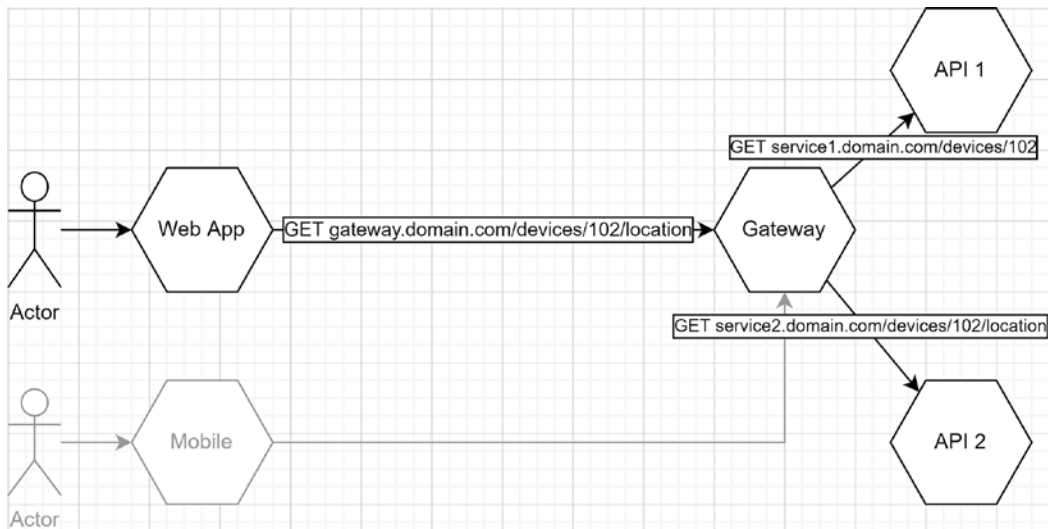 API 1
GET service1.domain.com/devices/102
Web App
GET gateway.domain.com/devices/102/location
Gateway
Actor
GET service2.domain.com/devices/102/location
Mobile
API 2
Actor